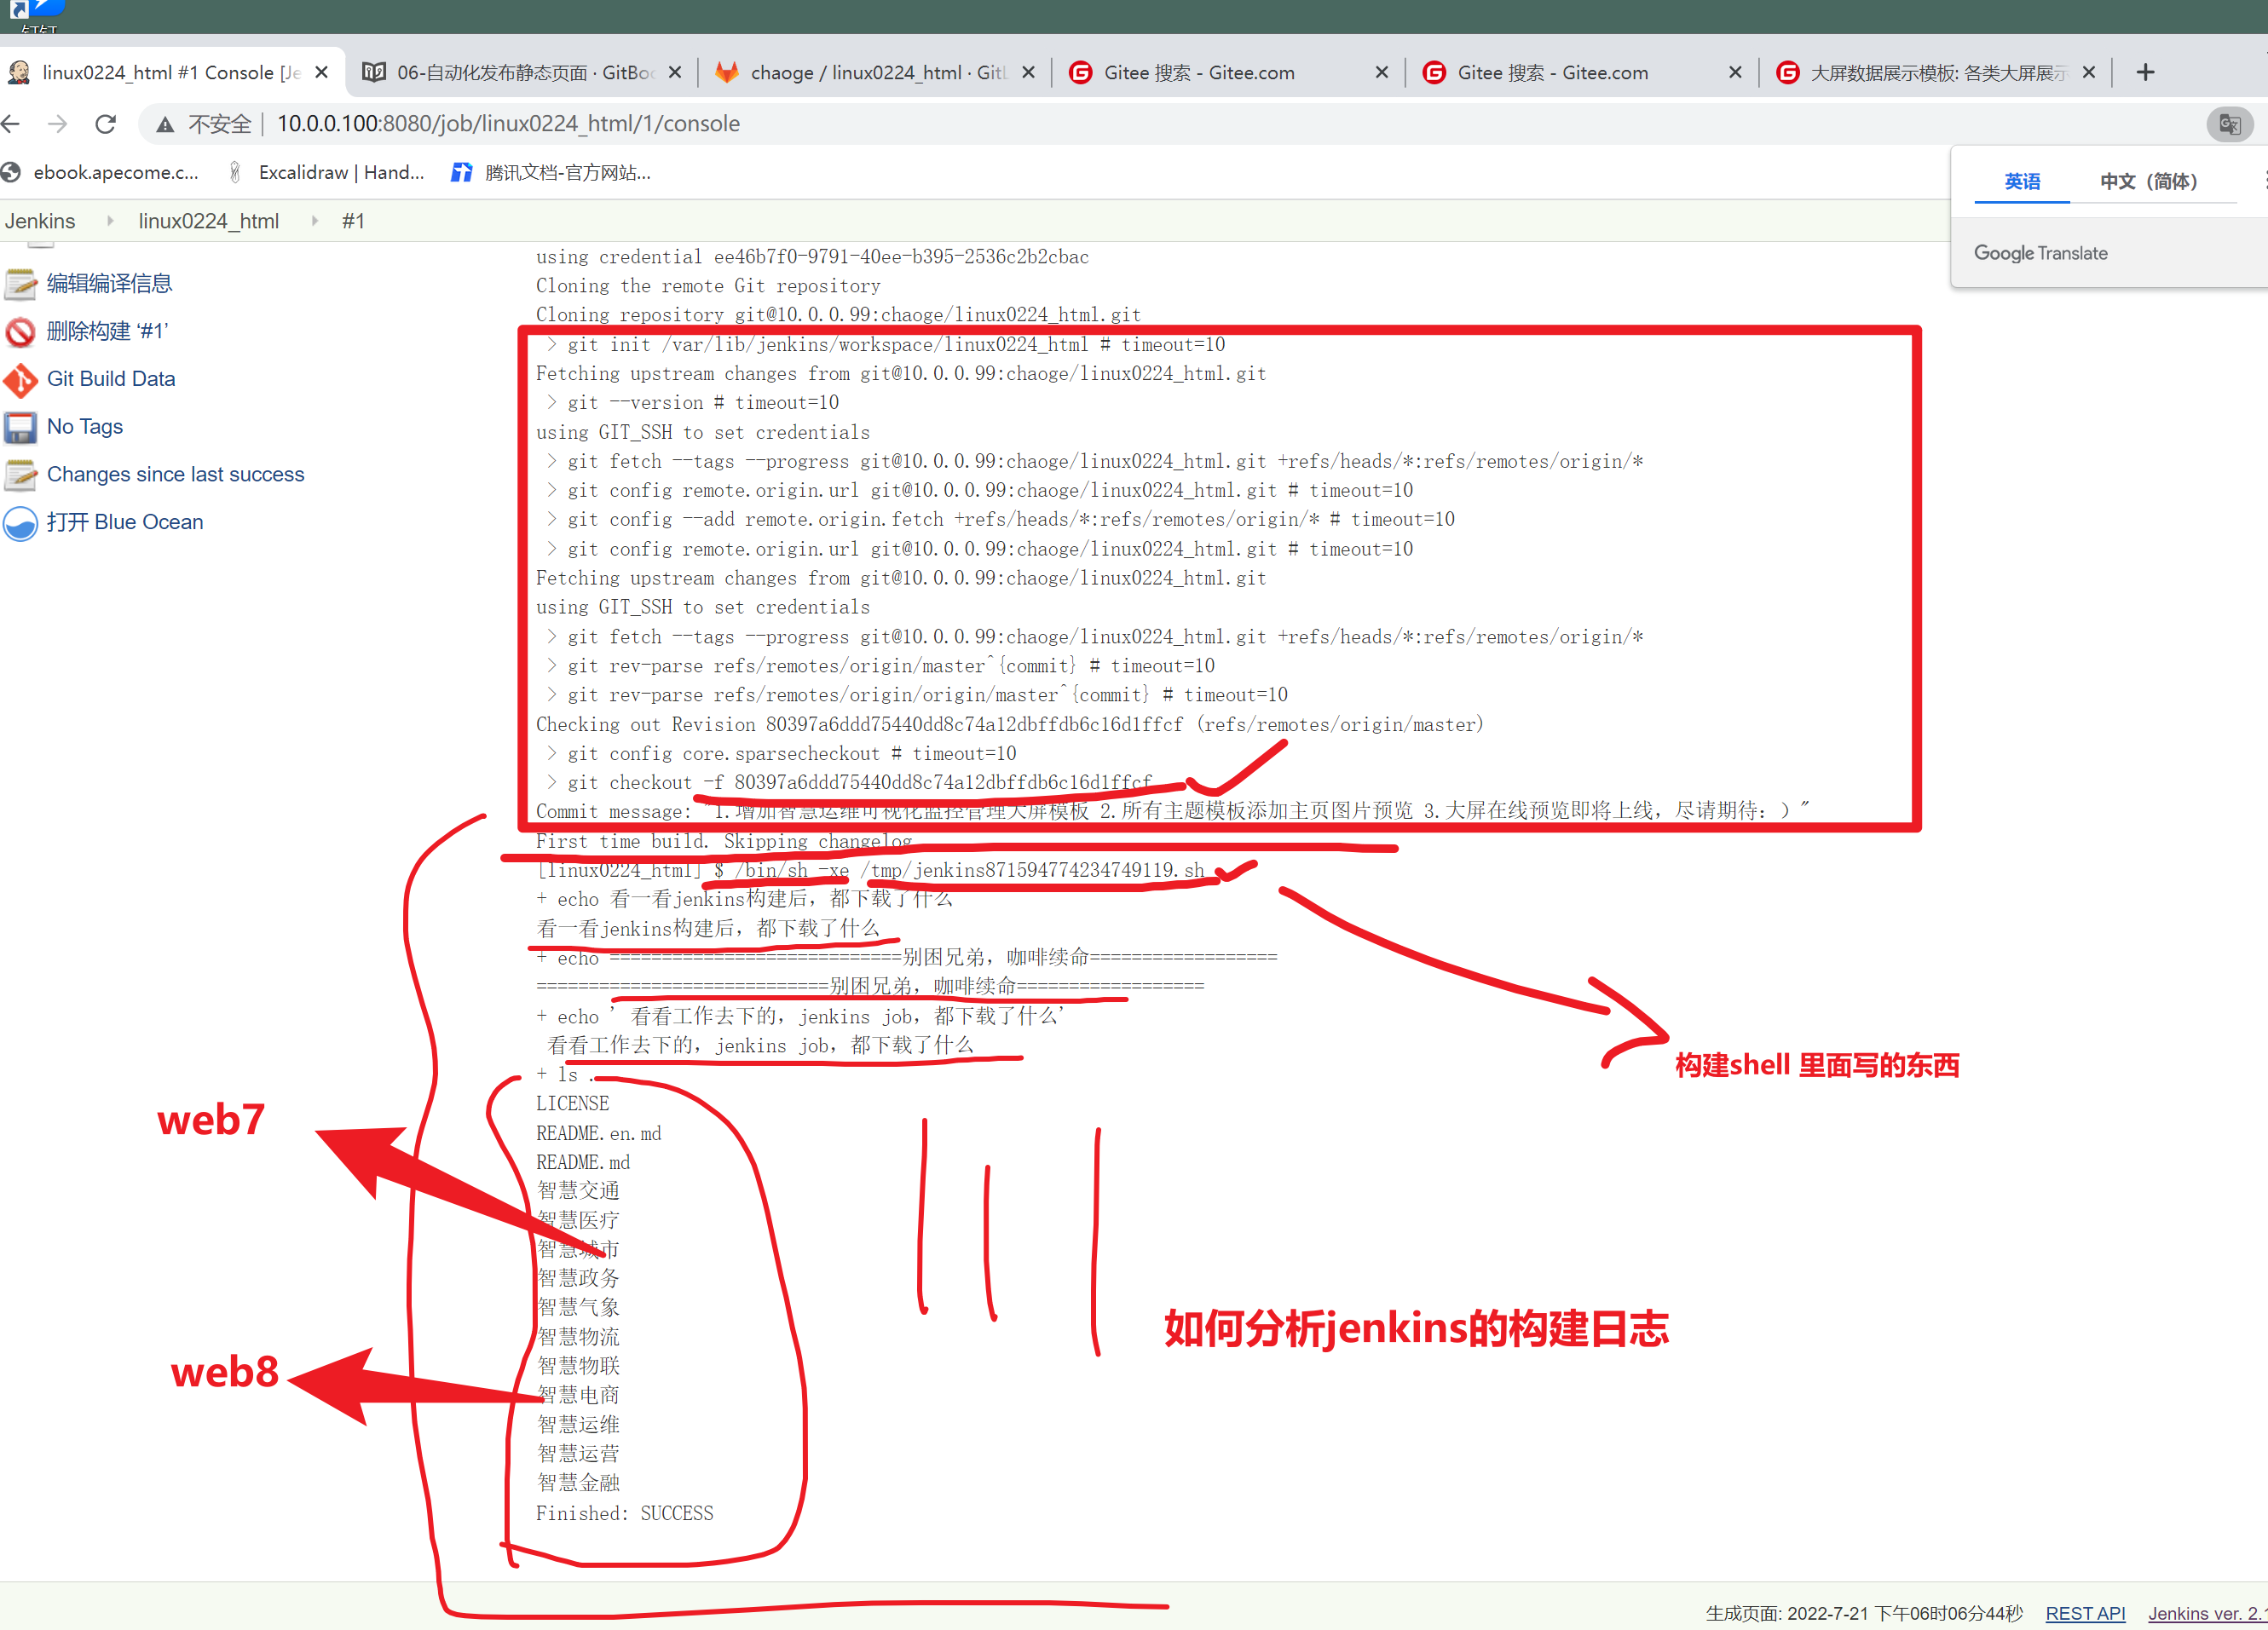 钉钉
linux0224_html #1 Console [Je
06-自动化发布静态页面 · GitBoo
chaoge / linux0224_html · GitL
Gitee 搜索 - Gitee.com
Gitee 搜索 - Gitee.com
大屏数据展示模板: 各类大屏展示
不安全 | 10.0.0.100:8080/job/linux0224_html/1/console
ebook.apecome.c...
Excalidraw | Hand...
腾讯文档-官方网站...
英语
中文（简体）
Google Translate
Jenkins
linux0224_html
#1
编辑编译信息
删除构建 ‘#1’
Git Build Data
No Tags
Changes since last success
打开 Blue Ocean
using credential ee46b7f0-9791-40ee-b395-2536c2b2cbac
Cloning the remote Git repository
Cloning repository git@10.0.0.99:chaoge/linux0224_html.git
> git init /var/lib/jenkins/workspace/linux0224_html # timeout=10
Fetching upstream changes from git@10.0.0.99:chaoge/linux0224_html.git
> git --version # timeout=10
using GIT_SSH to set credentials
> git fetch --tags --progress git@10.0.0.99:chaoge/linux0224_html.git +refs/heads/*:refs/remotes/origin/*
> git config remote.origin.url git@10.0.0.99:chaoge/linux0224_html.git # timeout=10
> git config --add remote.origin.fetch +refs/heads/*:refs/remotes/origin/* # timeout=10
> git config remote.origin.url git@10.0.0.99:chaoge/linux0224_html.git # timeout=10
Fetching upstream changes from git@10.0.0.99:chaoge/linux0224_html.git
using GIT_SSH to set credentials
> git fetch --tags --progress git@10.0.0.99:chaoge/linux0224_html.git +refs/heads/*:refs/remotes/origin/*
> git rev-parse refs/remotes/origin/master^{commit} # timeout=10
> git rev-parse refs/remotes/origin/origin/master^{commit} # timeout=10
Checking out Revision 80397a6ddd75440dd8c74a12dbffdb6c16d1ffcf (refs/remotes/origin/master)
> git config core.sparsecheckout # timeout=10
> git checkout -f 80397a6ddd75440dd8c74a12dbffdb6c16d1ffcf
Commit message: "1.增加智慧运维可视化监控管理大屏模板 2.所有主题模板添加主页图片预览 3.大屏在线预览即将上线，尽请期待：）"
First time build. Skipping changelog.
[linux0224_html] $ /bin/sh -xe /tmp/jenkins871594774234749119.sh
+ echo 看一看jenkins构建后，都下载了什么
看一看jenkins构建后，都下载了什么
+ echo ============================别困兄弟，咖啡续命==================
============================别困兄弟，咖啡续命==================
+ echo ' 看看工作去下的，jenkins job，都下载了什么'
看看工作去下的，jenkins job，都下载了什么
+ ls .
LICENSE
README.en.md
README.md
智慧交通
智慧医疗
智慧城市
智慧政务
智慧气象
智慧物流
智慧物联
智慧电商
智慧运维
智慧运营
智慧金融
Finished: SUCCESS
构建shell 里面写的东西
web7
web8
如何分析jenkins的构建日志
生成页面: 2022-7-21 下午06时06分44秒
REST API
Jenkins ver. 2.